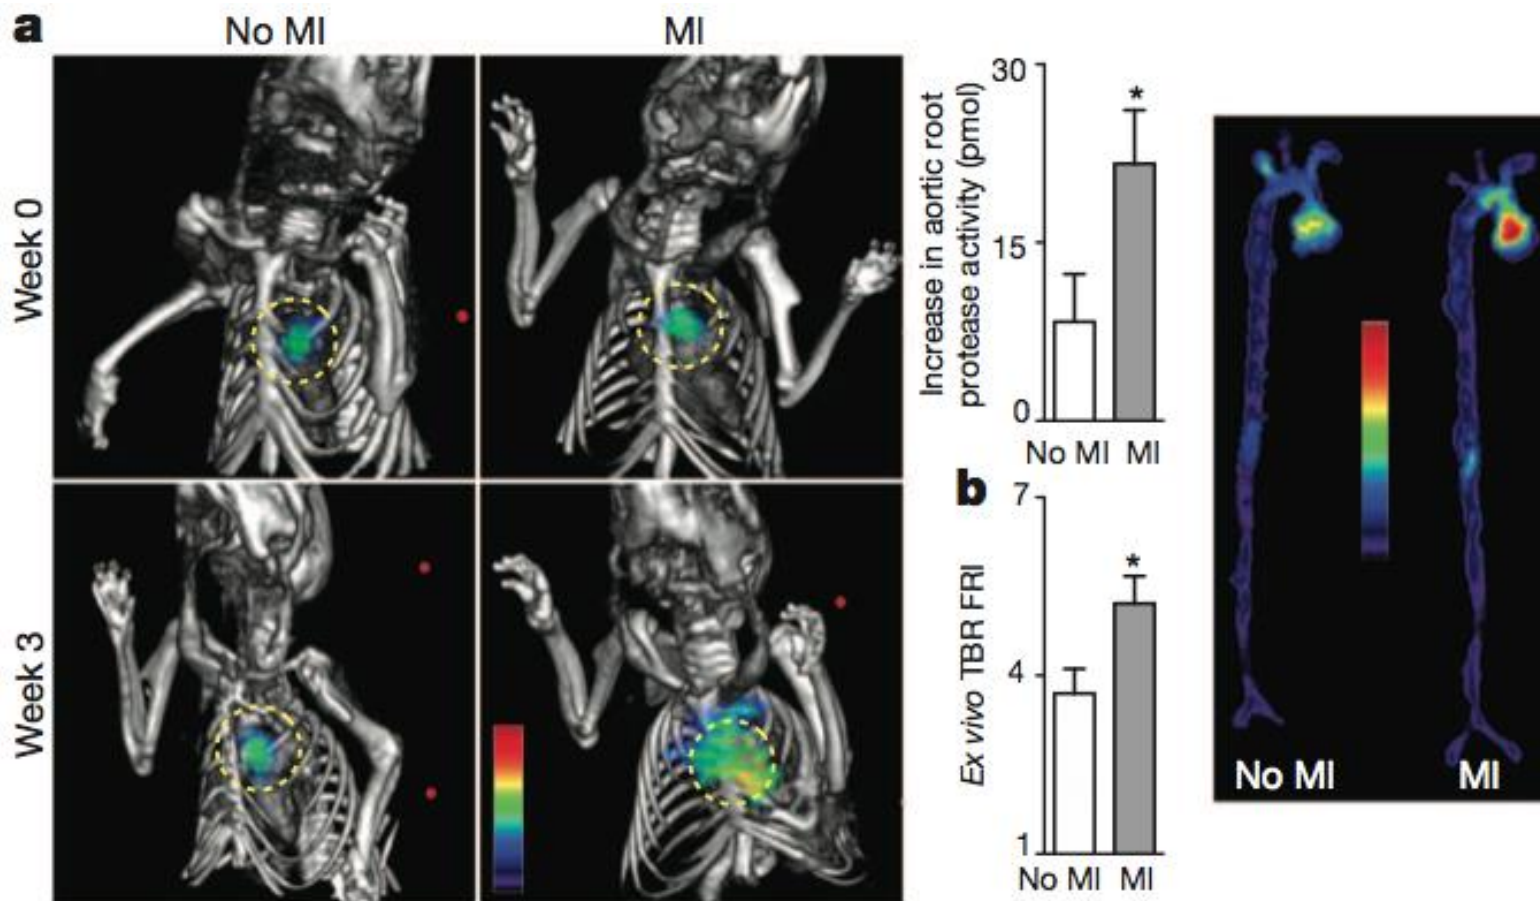 a
No MI
MI
Week 0
Week 3
Increase in aortic root
protease activity (pmol)
30
*
15
0
No MI
MI
b
Ex vivo TBR FRI
7
*
4
1
No MI
MI
No MI
MI